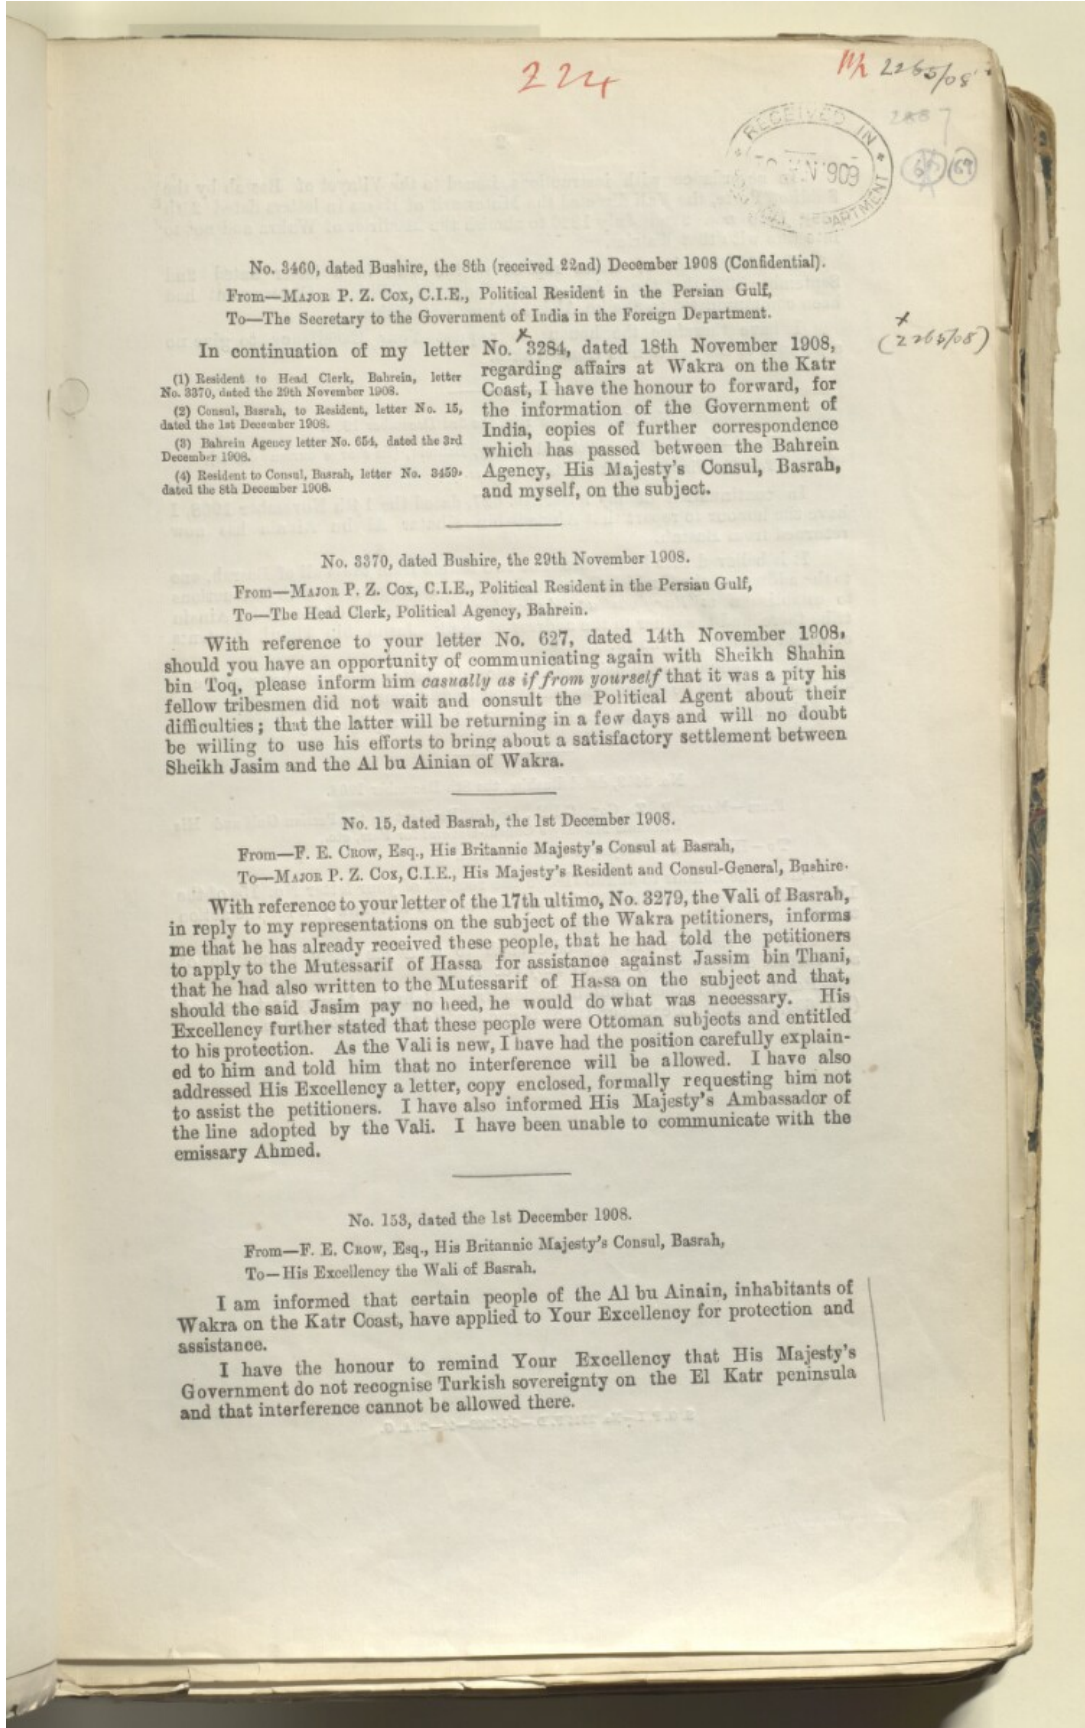 224
2265/08
2887
RECEIVED IN
N 1909
DEPARTMENT
69
No. 3460, dated Bushire, the 8th (received 22nd) December 1908 (Confidential).
From—MAJOR P. Z. COX, C.I.E., Political Resident in the Persian Gulf,
To—The Secretary to the Government of India in the Foreign Department.
x
(2265/08)
In continuation of my letter No. x 3284, dated 18th November 1908,
regarding affairs at Wakra on the Katr
Coast, I have the honour to forward, for
the information of the Government of
India, copies of further correspondence
which has passed between the Bahrein
Agency, His Majesty's Consul, Basrah,
and myself, on the subject.
(1) Resident to Head Clerk, Bahrein, letter
No. 3370, dated the 29th November 1908.
(2) Consul, Basrah, to Resident, letter No. 15,
dated the 1st December 1908.
(3) Bahrein Agency letter No. 654, dated the 3rd
December 1908.
(4) Resident to Consul, Basrah, letter No. 3459,
dated the 8th December 1908.
No. 3370, dated Bushire, the 29th November 1908.
From—MAJOR P. Z. COX, C.I.E., Political Resident in the Persian Gulf,
To—The Head Clerk, Political Agency, Bahrein.
With reference to your letter No. 627, dated 14th November 1908,
should you have an opportunity of communicating again with Sheikh Shahin
bin Toq, please inform him casually as if from yourself that it was a pity his
fellow tribesmen did not wait and consult the Political Agent about their
difficulties; that the latter will be returning in a few days and will no doubt
be willing to use his efforts to bring about a satisfactory settlement between
Sheikh Jasim and the Al bu Ainian of Wakra.
No. 15, dated Basrah, the 1st December 1908.
From—F. E. CROW, Esq., His Britannic Majesty's Consul at Basrah,
To—MAJOR P. Z. COX, C.I.E., His Majesty's Resident and Consul-General, Bushire.
With reference to your letter of the 17th ultimo, No. 3279, the Vali of Basrah,
in reply to my representations on the subject of the Wakra petitioners, informs
me that he has already received these people, that he had told the petitioners
to apply to the Mutessarif of Hassa for assistance against Jassim bin Thani,
that he had also written to the Mutessarif of Hassa on the subject and that,
should the said Jasim pay no heed, he would do what was necessary. His
Excellency further stated that these people were Ottoman subjects and entitled
to his protection. As the Vali is new, I have had the position carefully explain-
ed to him and told him that no interference will be allowed. I have also
addressed His Excellency a letter, copy enclosed, formally requesting him not
to assist the petitioners. I have also informed His Majesty's Ambassador of
the line adopted by the Vali. I have been unable to communicate with the
emissary Ahmed.
No. 153, dated the 1st December 1908.
From—F. E. CROW, Esq., His Britannic Majesty's Consul, Basrah,
To—His Excellency the Wali of Basrah.
I am informed that certain people of the Al bu Ainain, inhabitants of
Wakra on the Katr Coast, have applied to Your Excellency for protection and
assistance.
I have the honour to remind Your Excellency that His Majesty's
Government do not recognise Turkish sovereignty on the El Katr peninsula
and that interference cannot be allowed there.